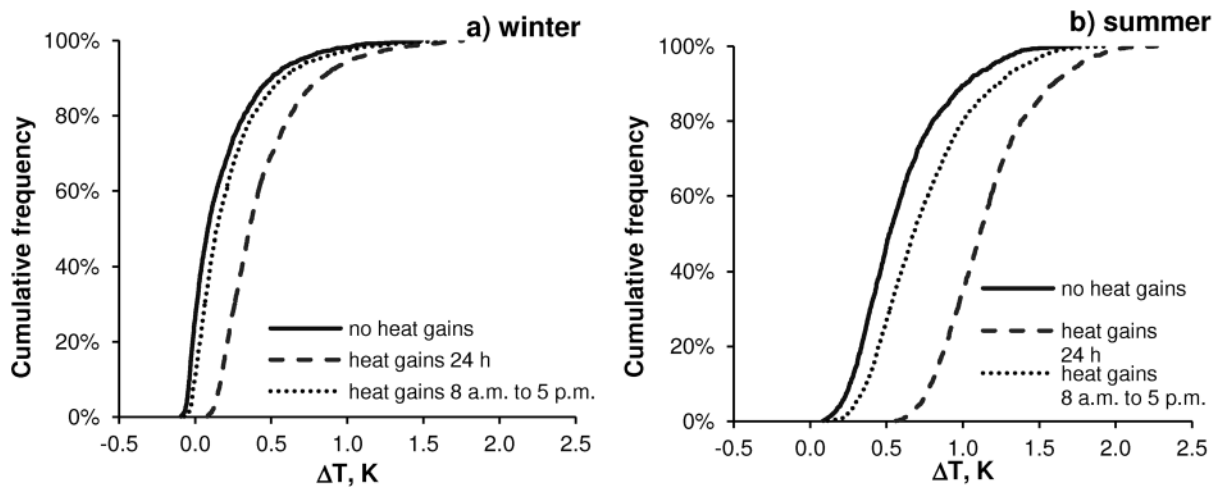 a) winter
100%
80%
60%
40%
20%
0%
Cumulative frequency
no heat gains
heat gains 24 h
heat gains 8 a.m. to 5 p.m.
-0.5 0.0 0.5 1.0 1.5 2.0 2.5
ΔT, K
b) summer
100%
80%
60%
40%
20%
0%
Cumulative frequency
no heat gains
heat gains
24 h
heat gains
8 a.m. to 5 p.m.
-0.5 0.0 0.5 1.0 1.5 2.0 2.5
ΔT, K